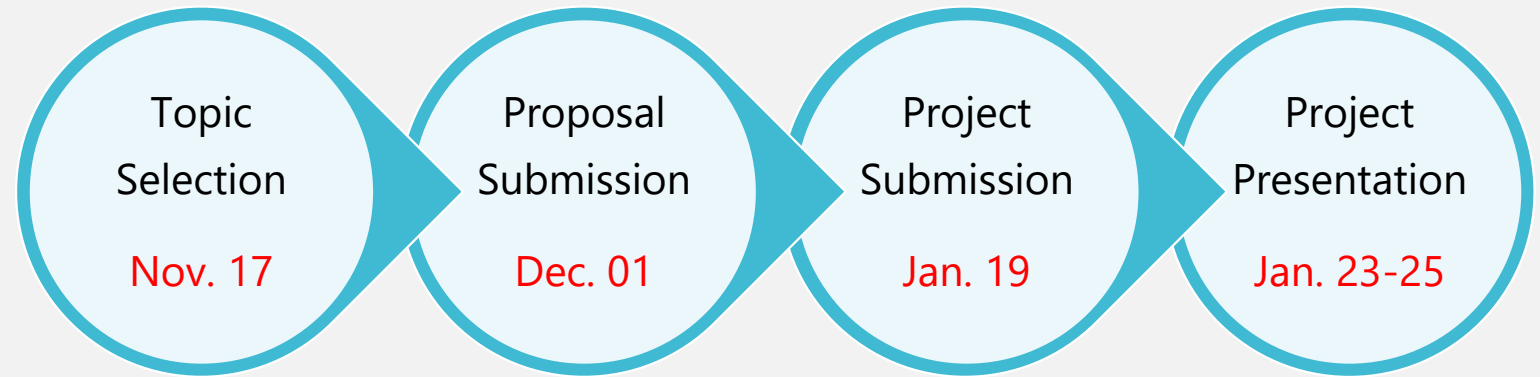 Topic
Selection
Nov. 17
Proposal
Submission
Dec. 01
Project
Submission
Jan. 19
Project
Presentation
Jan. 23-25